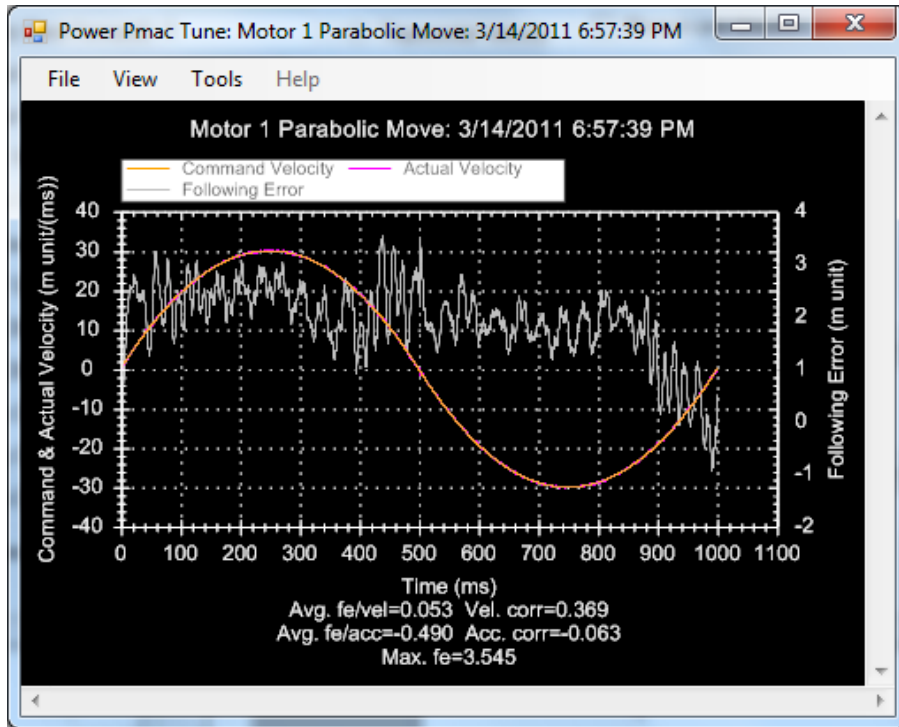 Power Pmac Tune: Motor 1 Parabolic Move: 3/14/2011 6:57:39 PM
File View Tools Help
Motor 1 Parabolic Move: 3/14/2011 6:57:39 PM
Command Velocity Actual Velocity
Following Error
Command & Actual Velocity (m unit/(ms))
40
30
20
10
0
-10
-20
-30
-40
4
3
2
1
0
-1
-2
Following Error (m unit)
0 100 200 300 400 500 600 700 800 900 1000 1100
Time (ms)
Avg. fe/vel=0.053 Vel. corr=0.369
Avg. fe/acc=-0.490 Acc. corr=-0.063
Max. fe=3.545